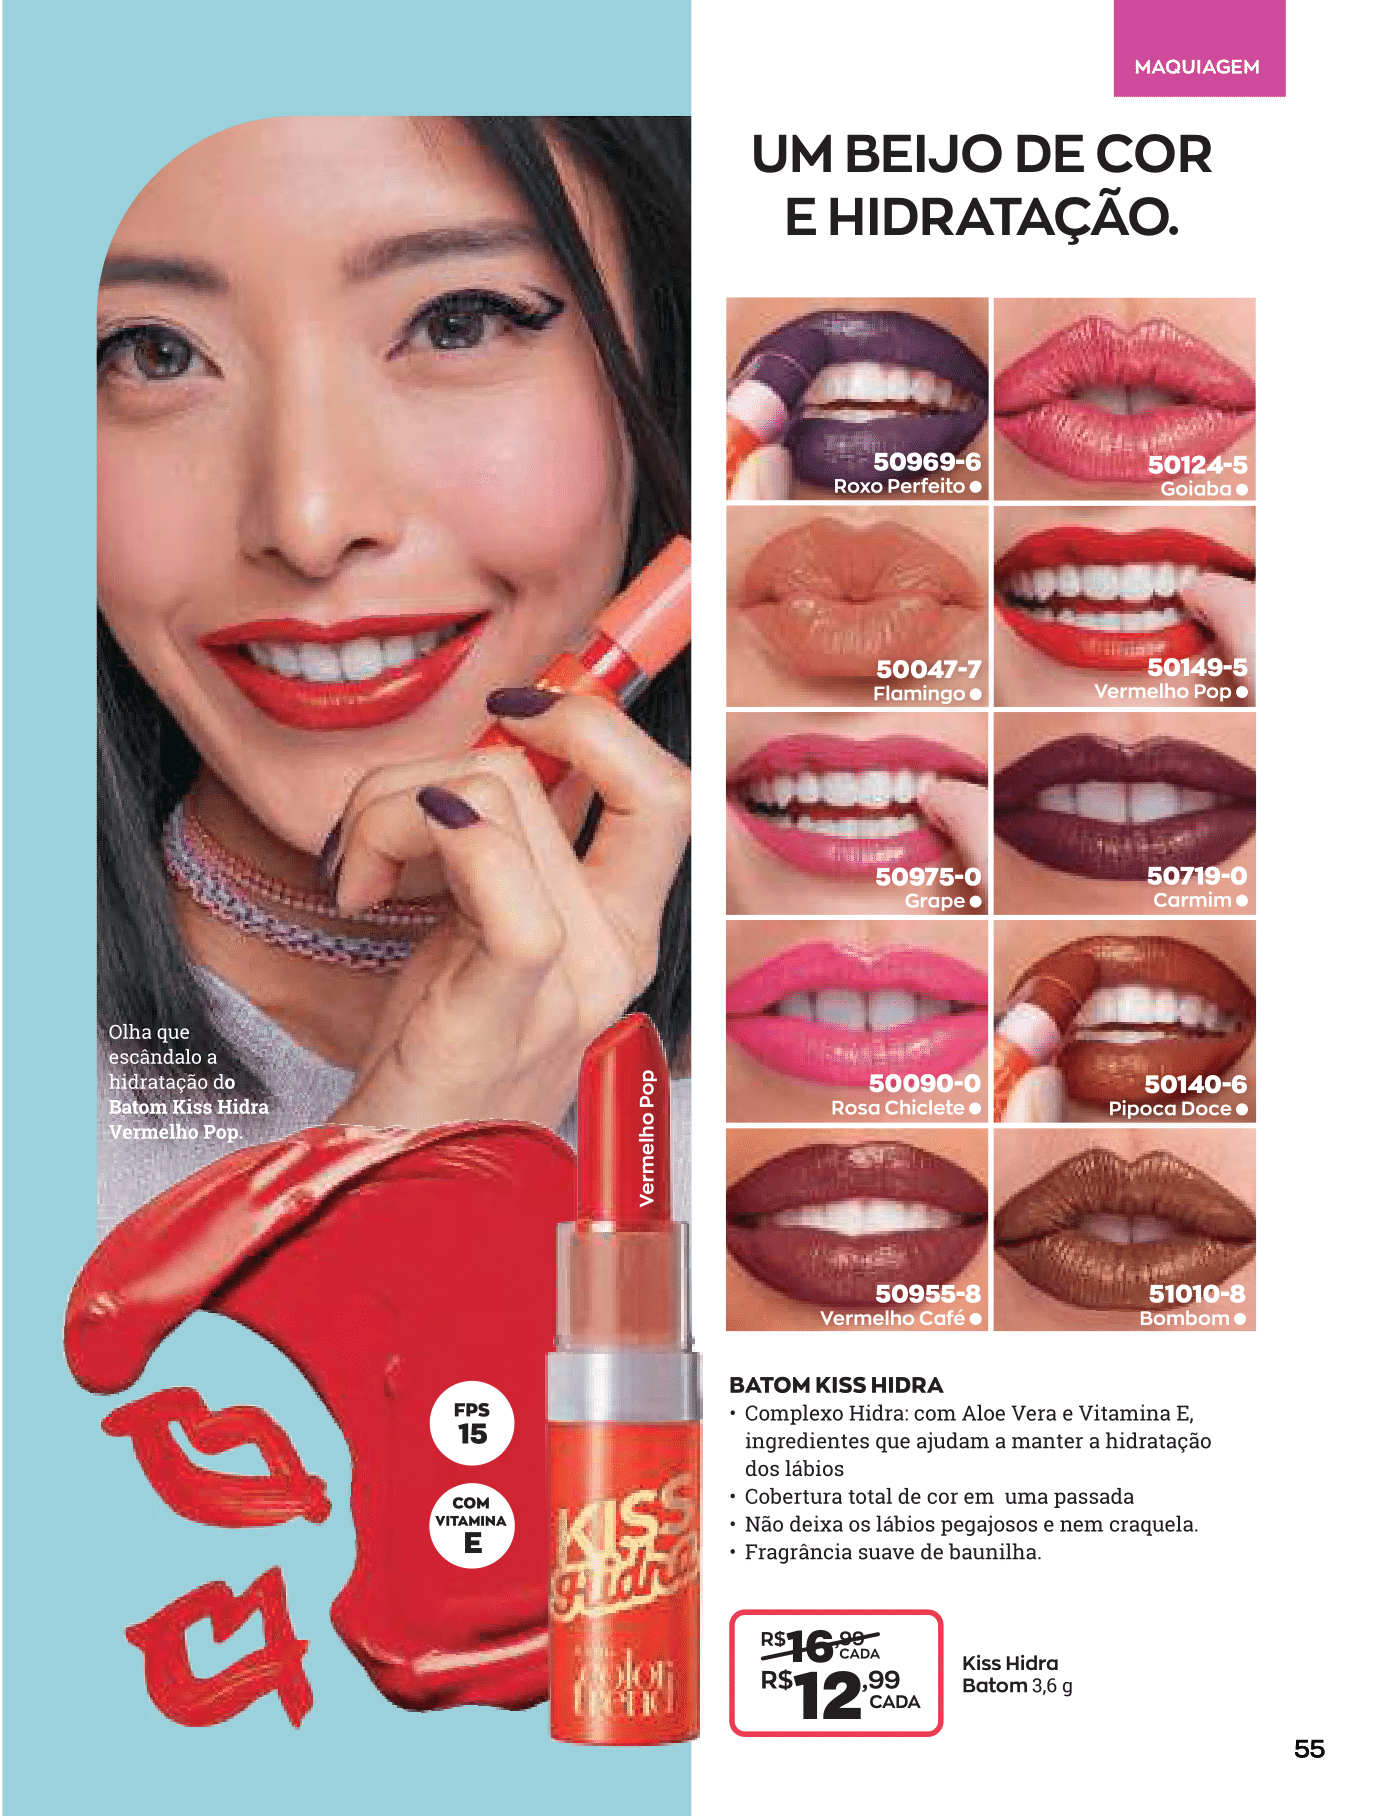 MAQUIAGEM
UM BEIJO DE COR
E HIDRATAÇÃO.
50969-6
Roxo Perfeito
50124-5
Goiaba
50047-7
Flamingo
50149-5
Vermelho Pop
50975-0
Grape
50719-0
Carmim
50090-0
Rosa Chiclete
50140-6
Pipoca Doce
50955-8
Vermelho Café
51010-8
Bombom
Olha que
escândalo a
hidratação do
Batom Kiss Hidra
Vermelho Pop.
Vermelho Pop
FPS
15
COM
VITAMINA
E
KISS
Hidra
color
trend
BATOM KISS HIDRA
• Complexo Hidra: com Aloe Vera e Vitamina E,
ingredientes que ajudam a manter a hidratação
dos lábios
• Cobertura total de cor em uma passada
• Não deixa os lábios pegajosos e nem craquela.
• Fragrância suave de baunilha.
R$16,99 CADA
R$12,99 CADA
Kiss Hidra
Batom 3,6 g
55